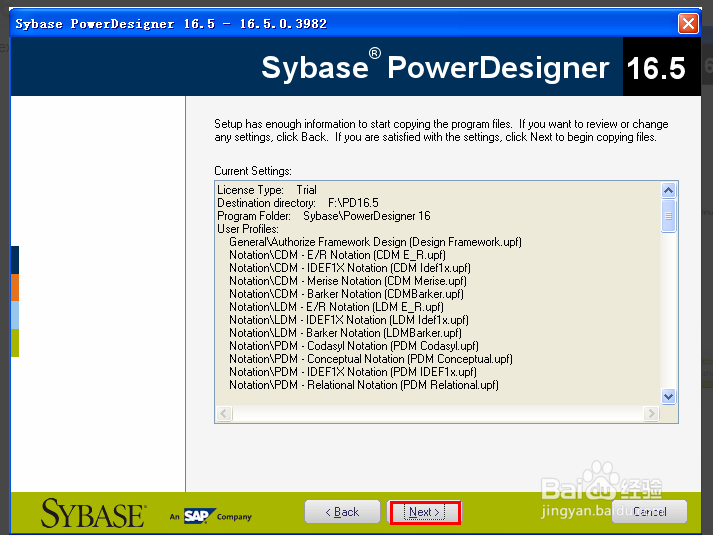 Sybase PowerDesigner 16.5 - 16.5.0.3982
Sybase® PowerDesigner 16.5
Setup has enough information to start copying the program files. If you want to review or change
any settings, click Back. If you are satisfied with the settings, click Next to begin copying files.
Current Settings:
License Type: Trial
Destination directory: F:\PD16.5
Program Folder: Sybase\PowerDesigner 16
User Profiles:
General\Authorize Framework Design (Design Framework.upf)
Notation\CDM - E/R Notation (CDM E_R.upf)
Notation\CDM - IDEF1X Notation (CDM Idef1x.upf)
Notation\CDM - Merise Notation (CDM Merise.upf)
Notation\CDM - Barker Notation (CDMBarker.upf)
Notation\LDM - E/R Notation (LDM E_R.upf)
Notation\LDM - IDEF1X Notation (LDM Idef1x.upf)
Notation\LDM - Barker Notation (LDMBarker.upf)
Notation\PDM - Codasyl Notation (PDM Codasyl.upf)
Notation\PDM - Conceptual Notation (PDM Conceptual.upf)
Notation\PDM - IDEF1X Notation (PDM IDEF1x.upf)
Notation\PDM - Relational Notation (PDM Relational.upf)
Baidu 经验
jingyan.baidu.com
SYBASE® An SAP Company
< Back
Next >
Cancel